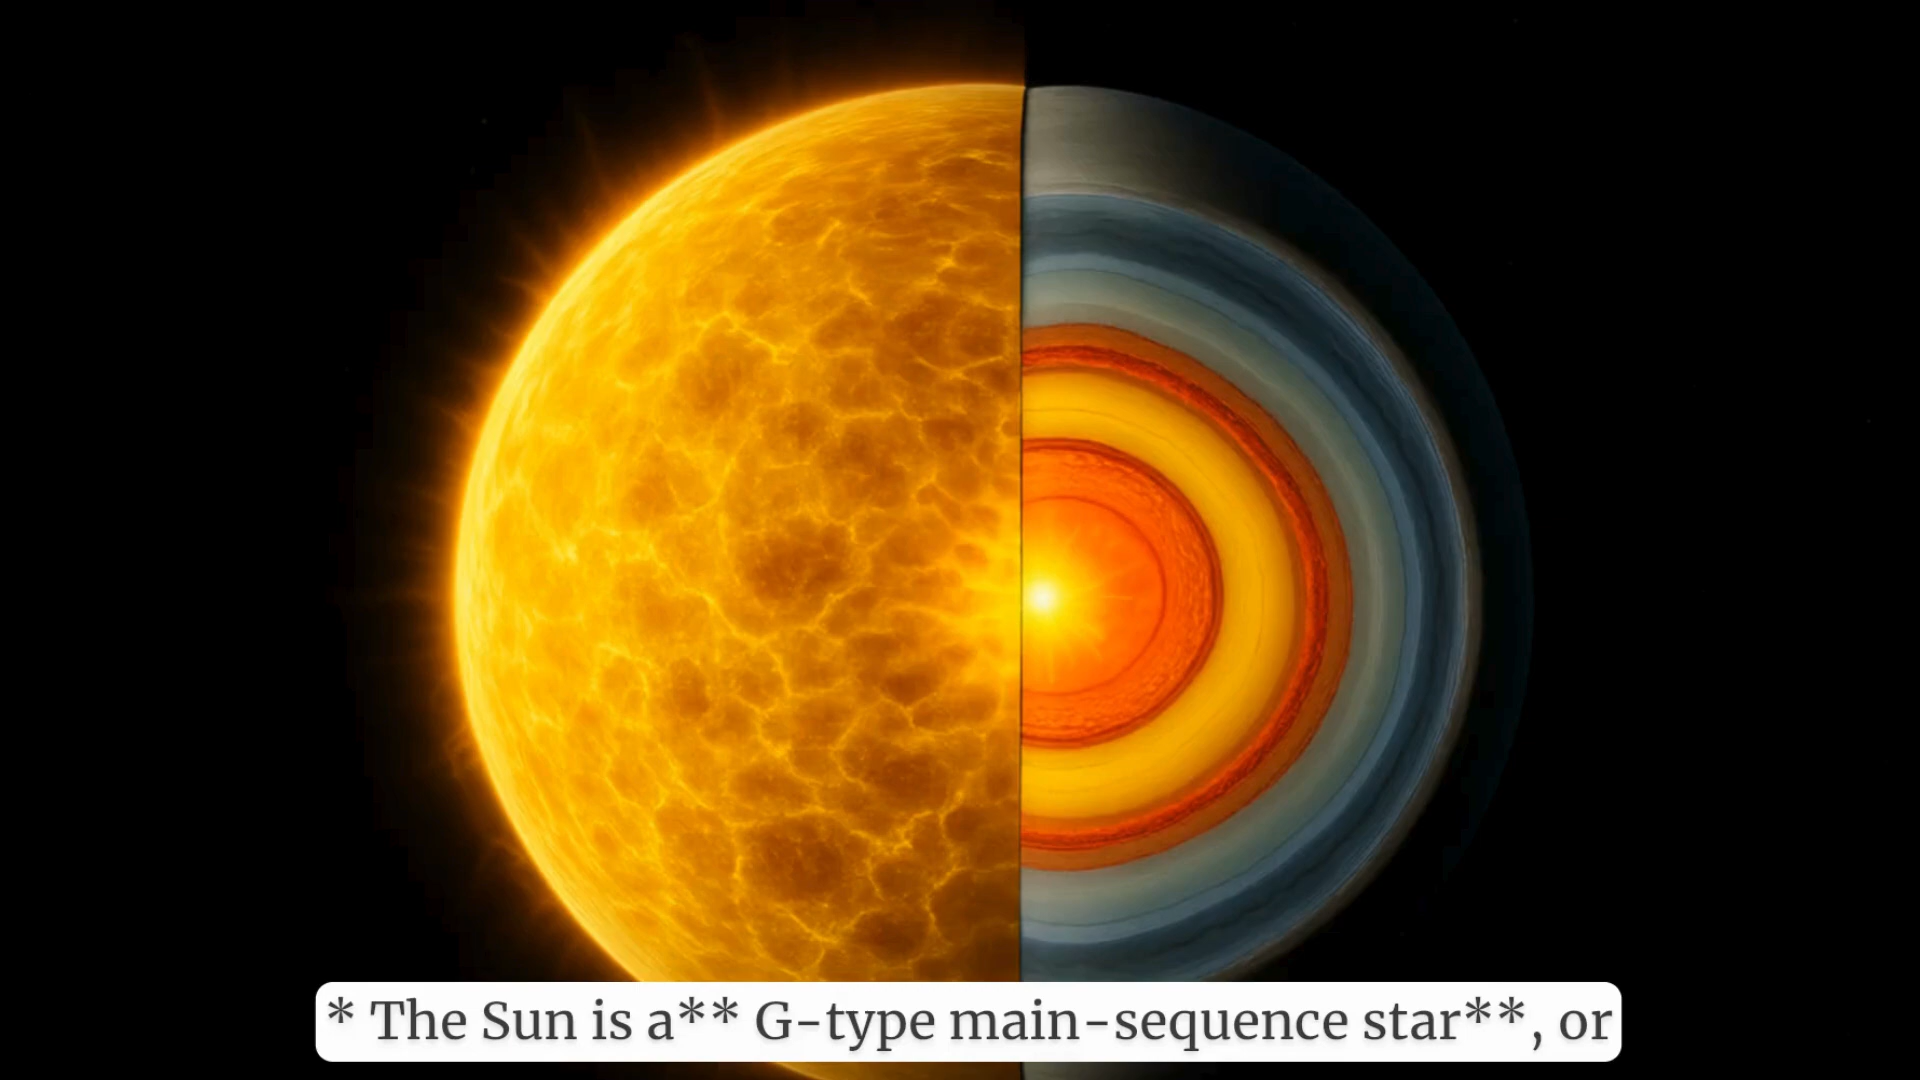 * The Sun is a** G-type main-sequence star**, or